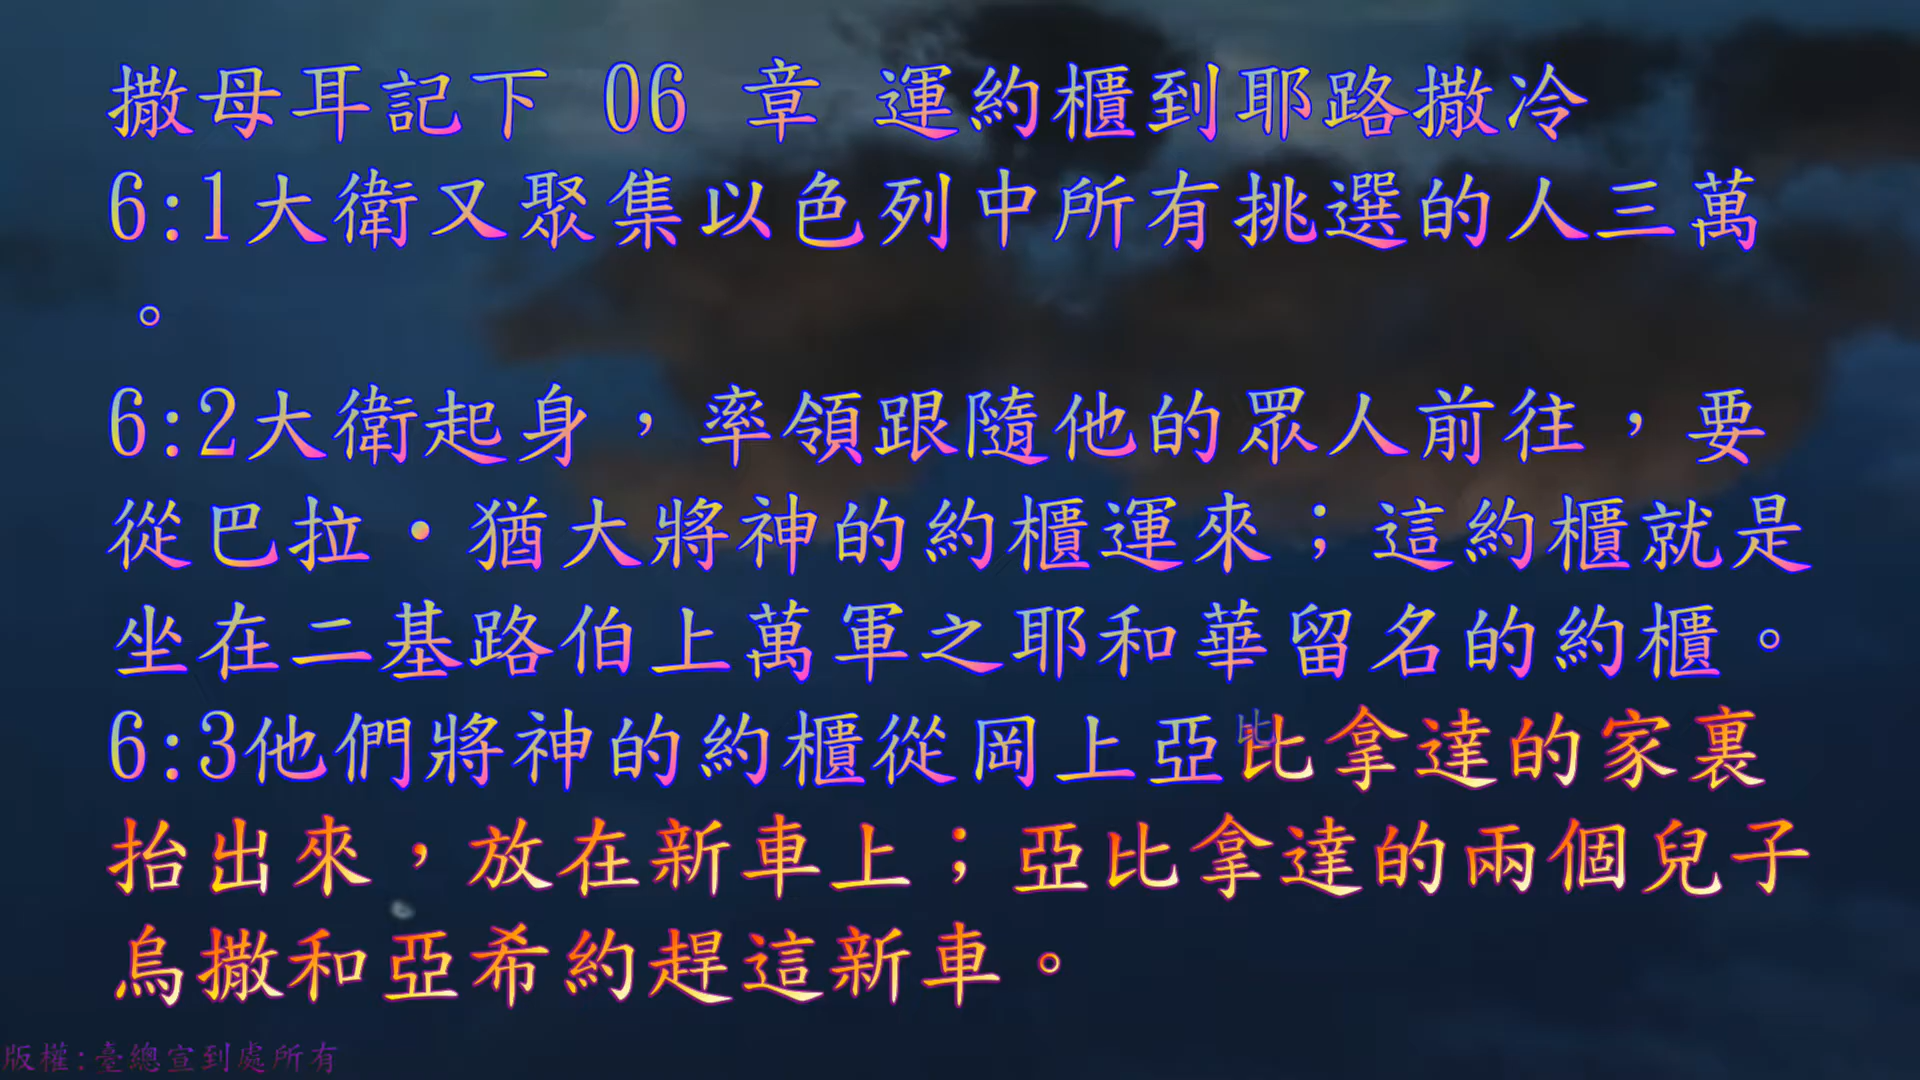 撒母耳記下 06 章 運約櫃到耶路撒冷
6:1大衛又聚集以色列中所有挑選的人三萬
。
6:2大衛起身，率領跟隨他的眾人前往，要
從巴拉•猶大將神的約櫃運來；這約櫃就是
坐在二基路伯上萬軍之耶和華留名的約櫃。
6:3他們將神的約櫃從岡上亞比拿達的家裏
抬出來，放在新車上；亞比拿達的兩個兒子
烏撒和亞希約趕這新車。
版權:臺總宣到處所有